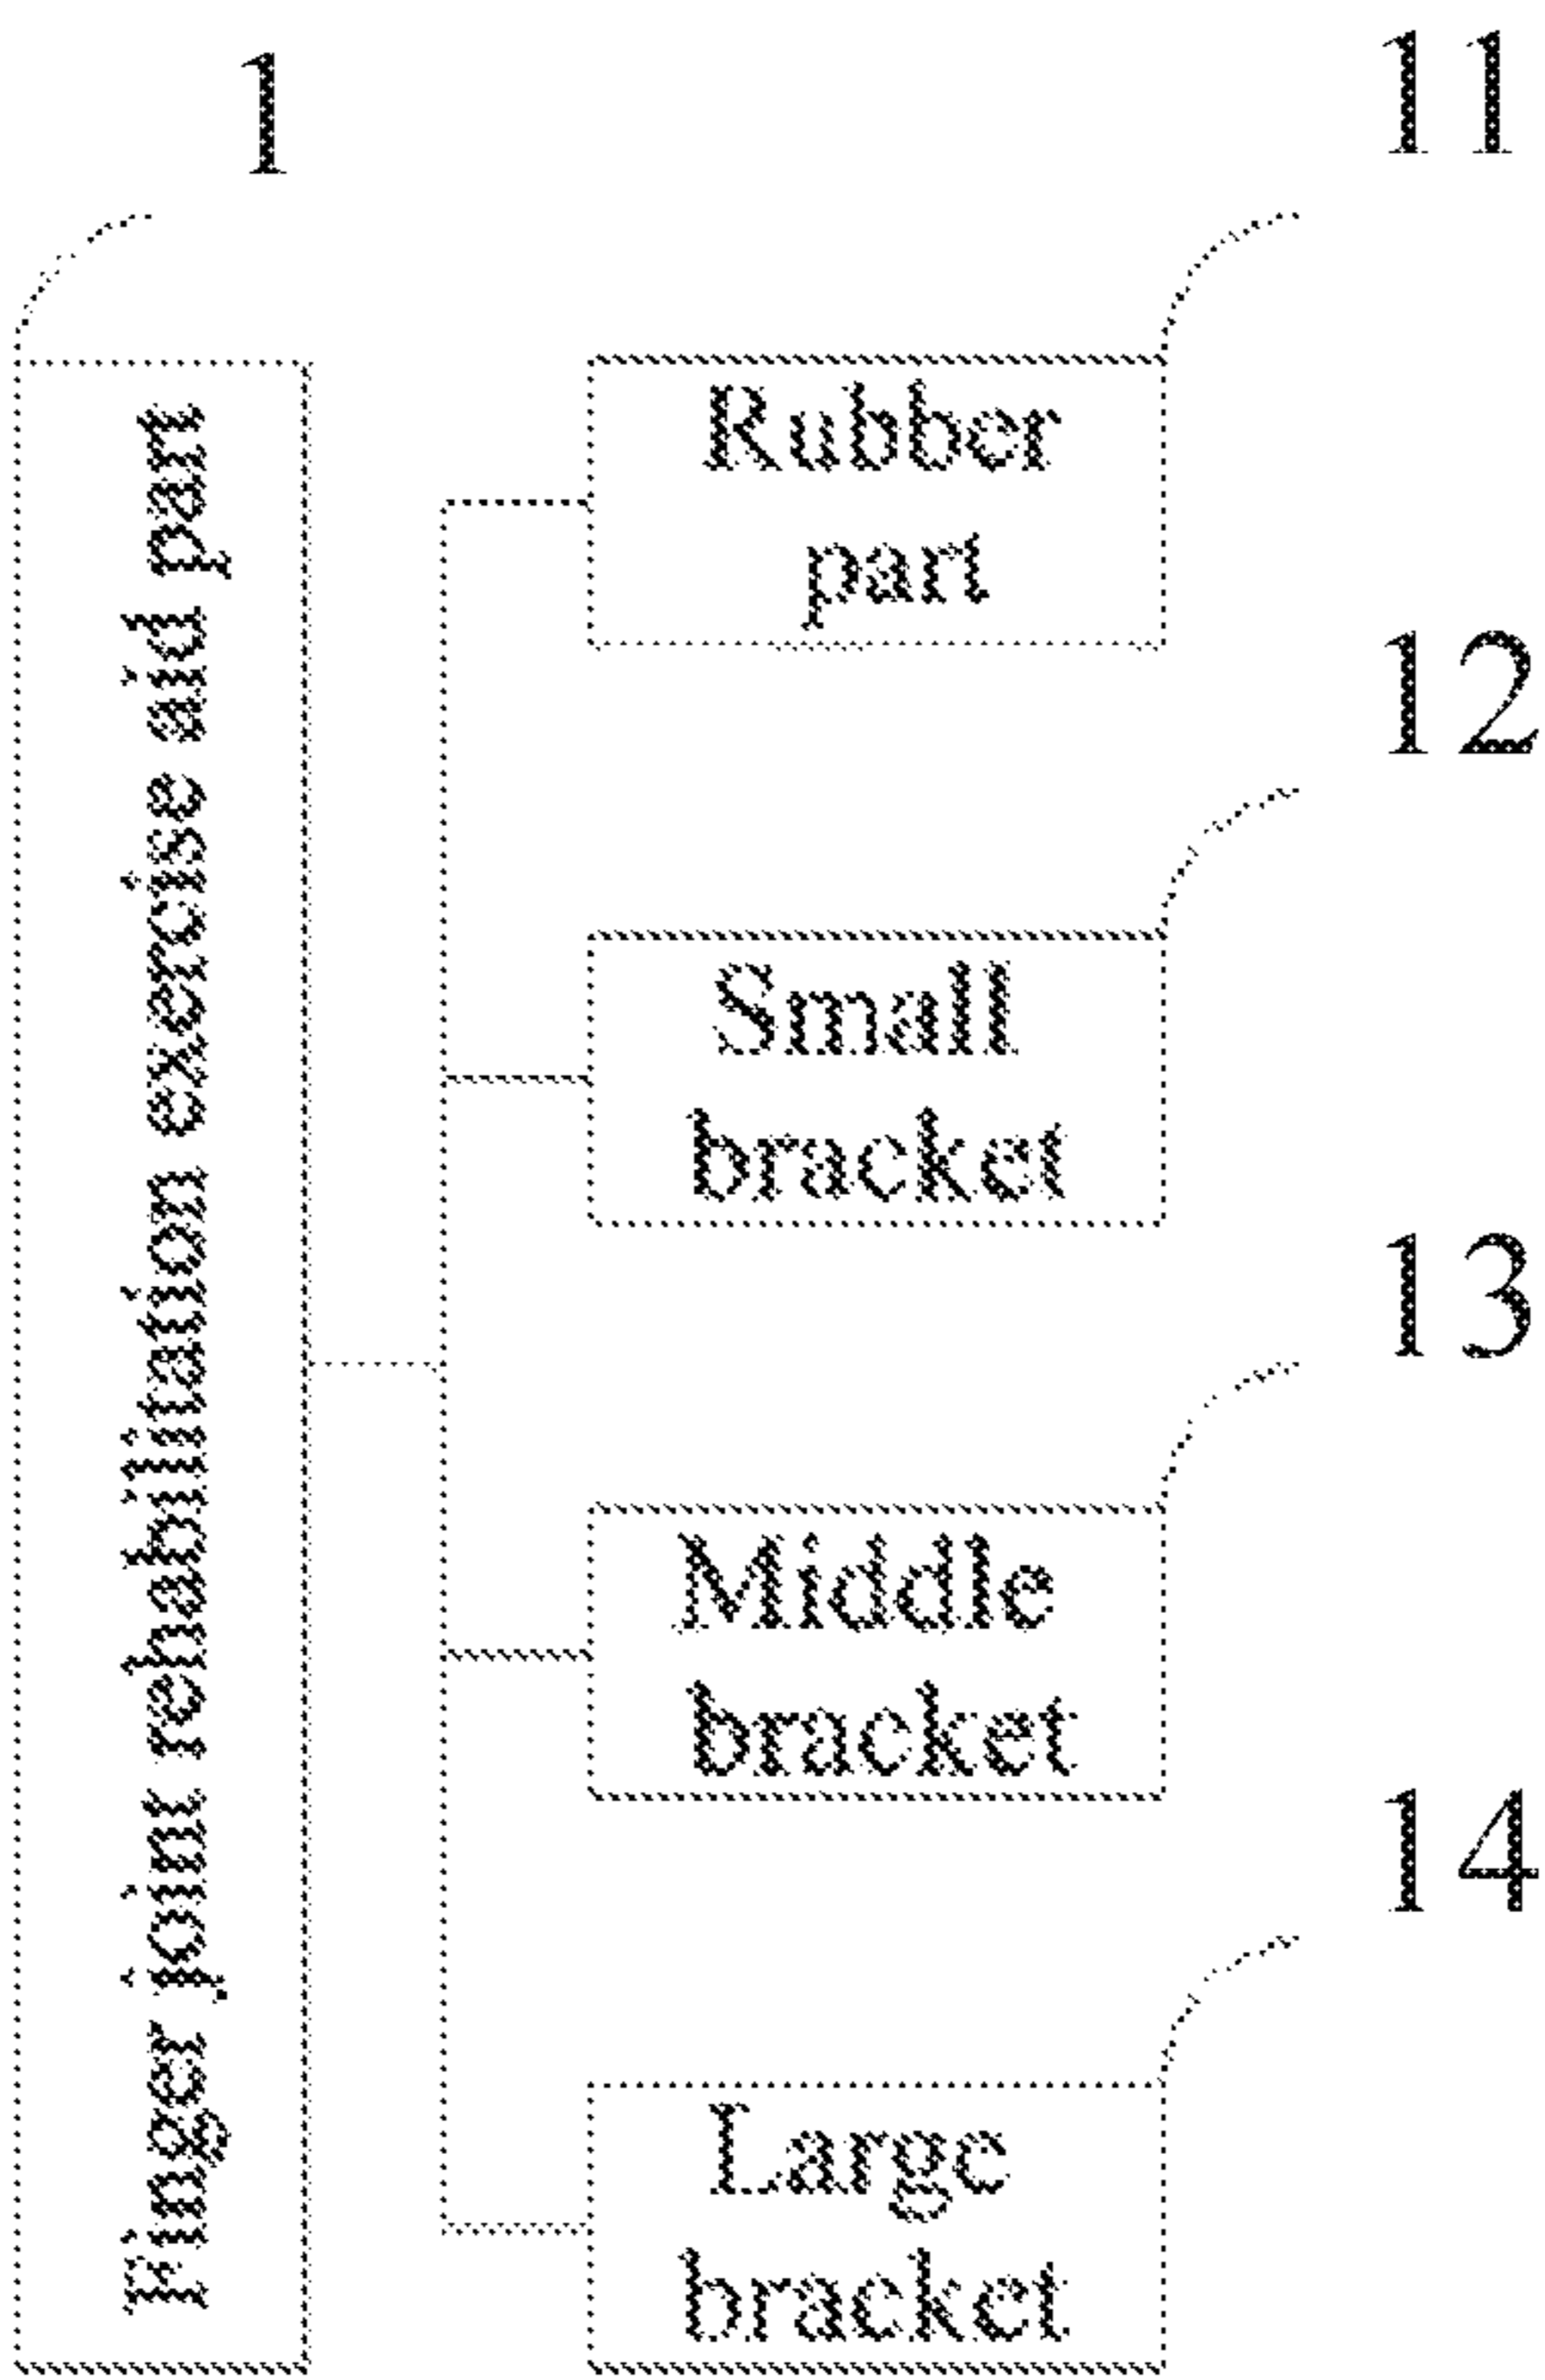 1
Finger joint rehabilitation exercise aid part
11
Rubber
part
12
Small
bracket
13
Middle
bracket
14
Large
bracket